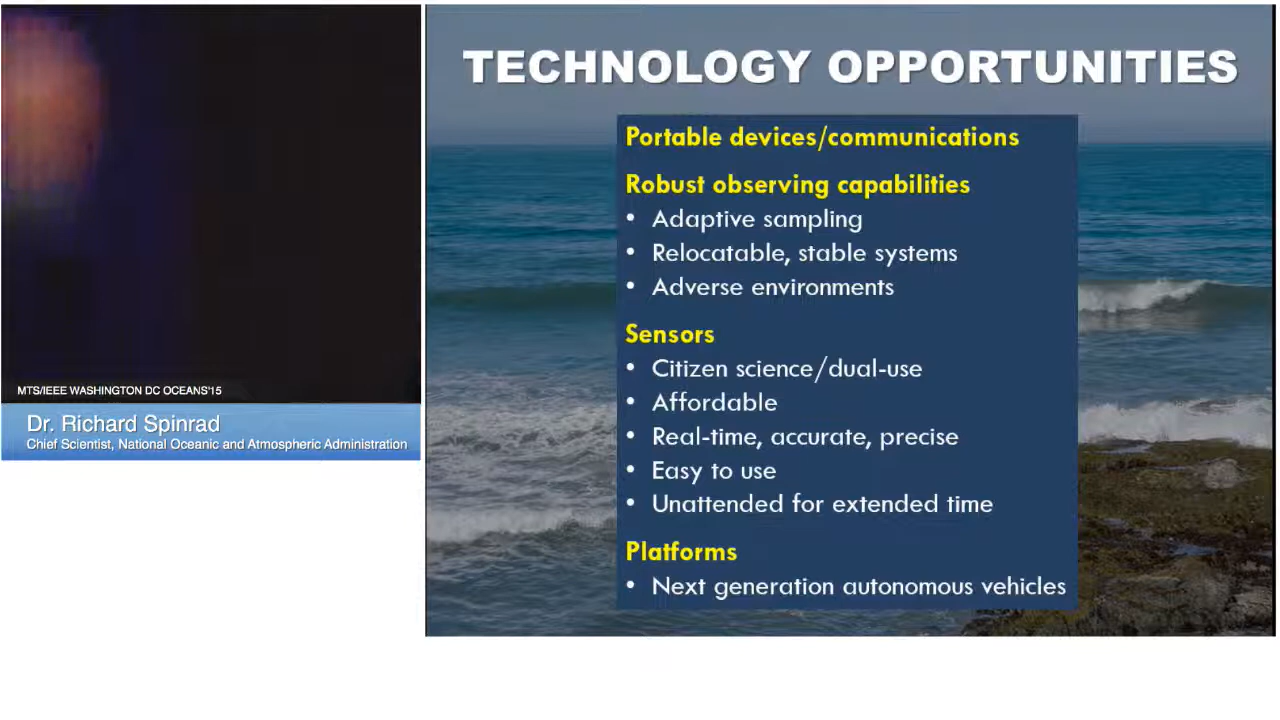 MTS/IEEE WASHINGTON DC OCEANS'15
Dr. Richard Spinrad
Chief Scientist, National Oceanic and Atmospheric Administration
TECHNOLOGY OPPORTUNITIES
Portable devices/communications
Robust observing capabilities
• Adaptive sampling
• Relocatable, stable systems
• Adverse environments
Sensors
• Citizen science/dual-use
• Affordable
• Real-time, accurate, precise
• Easy to use
• Unattended for extended time
Platforms
• Next generation autonomous vehicles